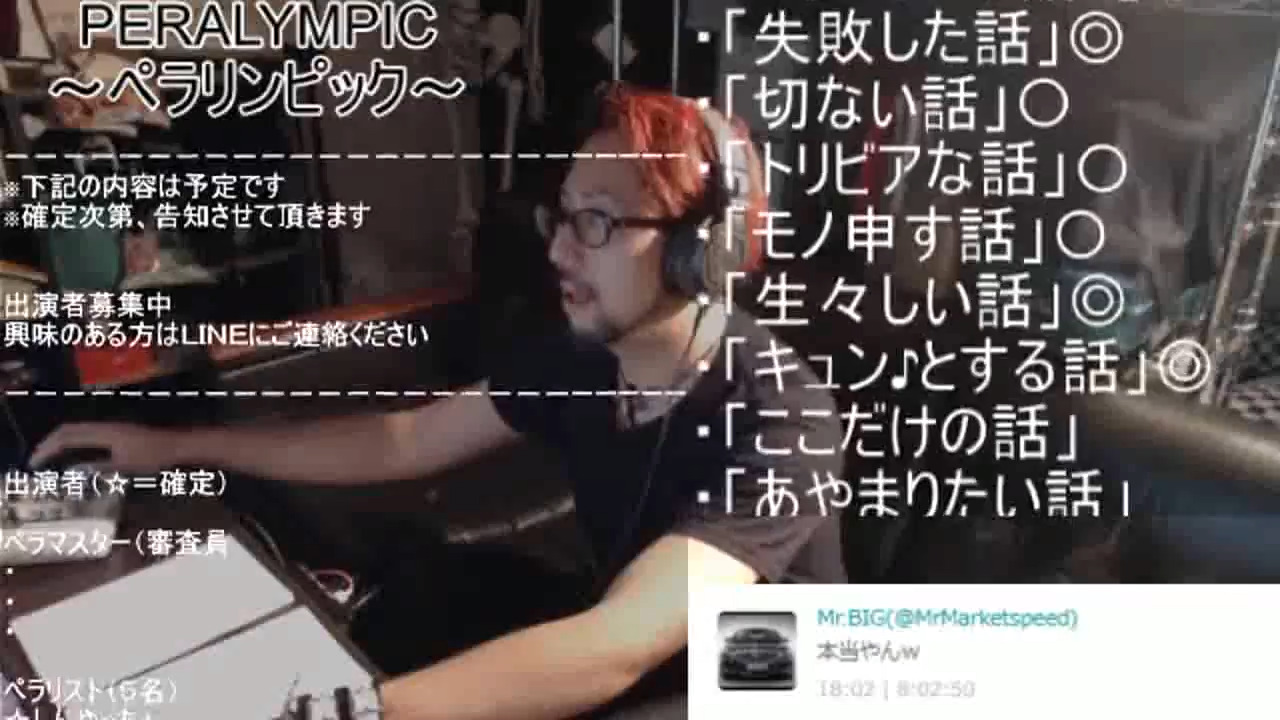 PERALYMPIC
～ペラリンピック～
※下記の内容は予定です
※確定次第、告知させて頂きます
出演者募集中
興味のある方はLINEにご連絡ください
出演者（☆＝確定）
ペラマスター（審査員
・
・
・
ペラリスト（5名）
・「失敗した話」◎
・「切ない話」〇
・「トリビアな話」〇
・「モノ申す話」〇
・「生々しい話」◎
・「キュン♪とする話」◎
・「ここだけの話」
・「あやまりたい話」
Mr.BIG(@MrMarketspeed)
本当やんw
18:02 | 8:02:50